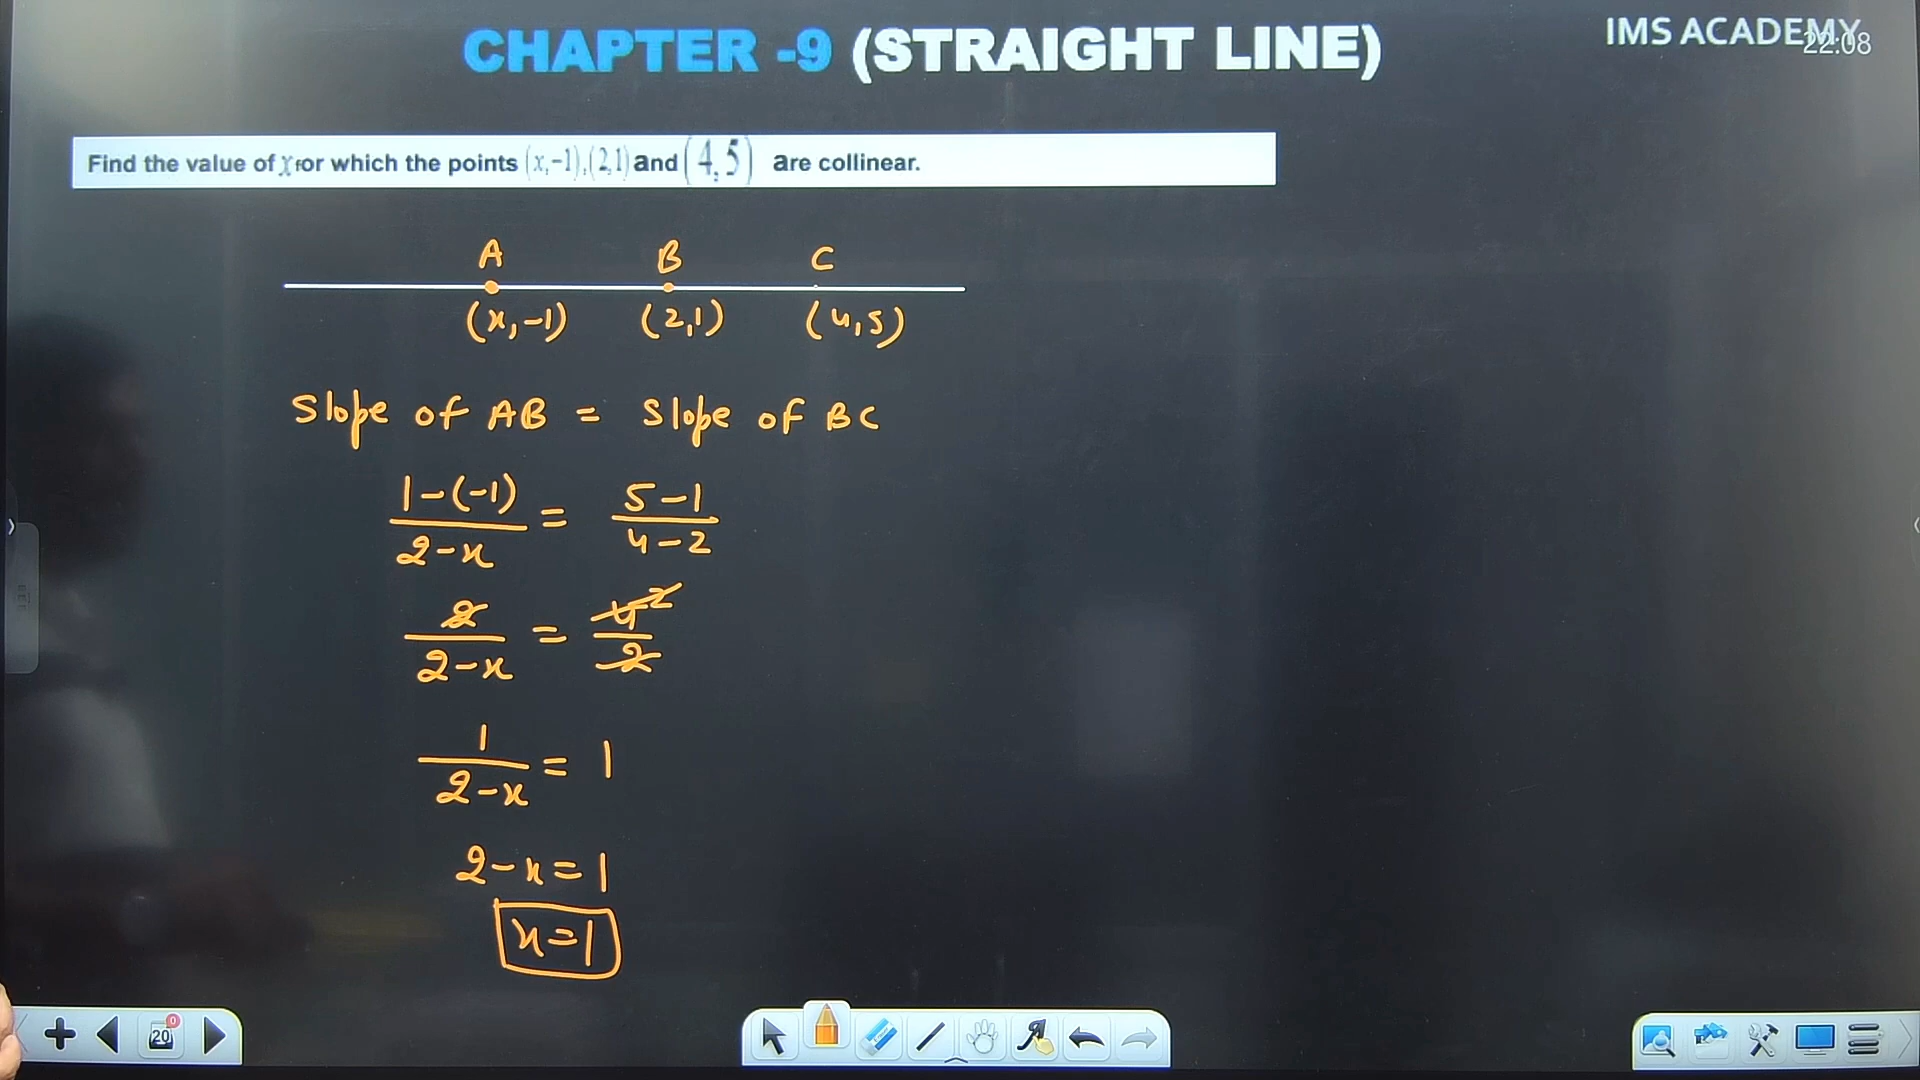 CHAPTER -9 (STRAIGHT LINE)
IMS ACADEMY
22:08
Find the value of x for which the points (x,-1),(2,1) and (4,5) are collinear.
A B C
(x,-1) (2,1) (4,5)
Slope of AB = Slope of BC
1-(-1)/2-x = 5-1/4-2
2/2-x = 4 2/2
1/2-x = 1
2-x=1
x=1
20
0